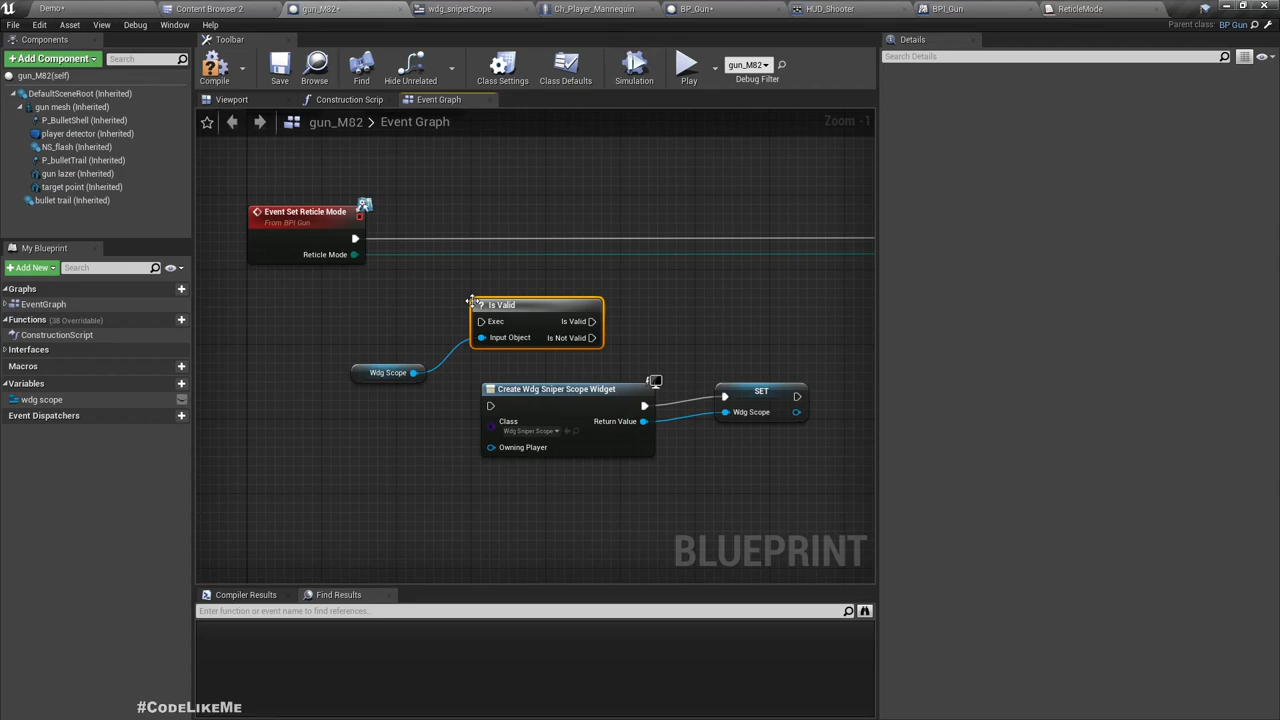 Demo*
Content Browser 2
gun_M82*
wdg_sniperScope
Ch_Player_Mannequin
BP_Gun*
HUD_Shooter
BPI_Gun
ReticleMode
File Edit Asset View Debug Window Help
Parent class: BP Gun
Components
+Add Component
Search
gun_M82(self)
DefaultSceneRoot (Inherited)
gun mesh (Inherited)
P_BulletShell (Inherited)
player detector (Inherited)
NS_flash (Inherited)
P_bulletTrail (Inherited)
gun lazer (Inherited)
target point (Inherited)
bullet trail (Inherited)
My Blueprint
+Add New
Search
Graphs
EventGraph
Functions (38 Overridable)
ConstructionScript
Interfaces
Macros
Variables
wdg scope
Event Dispatchers
Toolbar
Compile
Save
Browse
Find
Hide Unrelated
Class Settings
Class Defaults
Simulation
Play
gun_M82
Debug Filter
Viewport
Construction Scrip
Event Graph
gun_M82 > Event Graph
Zoom -1
Event Set Reticle Mode
From BPI Gun
Reticle Mode
? Is Valid
Exec
Is Valid
Input Object
Is Not Valid
Wdg Scope
Create Wdg Sniper Scope Widget
Class
Wdg Sniper Scope
Return Value
Owning Player
SET
Wdg Scope
BLUEPRINT
Compiler Results
Find Results
Enter function or event name to find references...
Details
Search Details
#CodeLikeMe